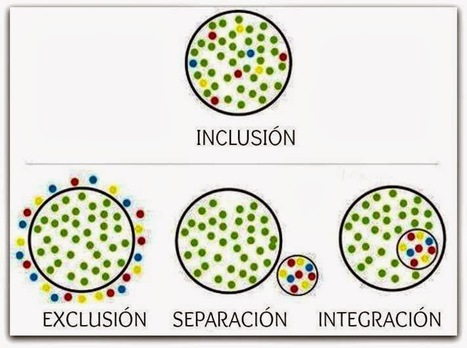 INCLUSIÓN
EXCLUSIÓN SEPARACIÓN INTEGRACIÓN